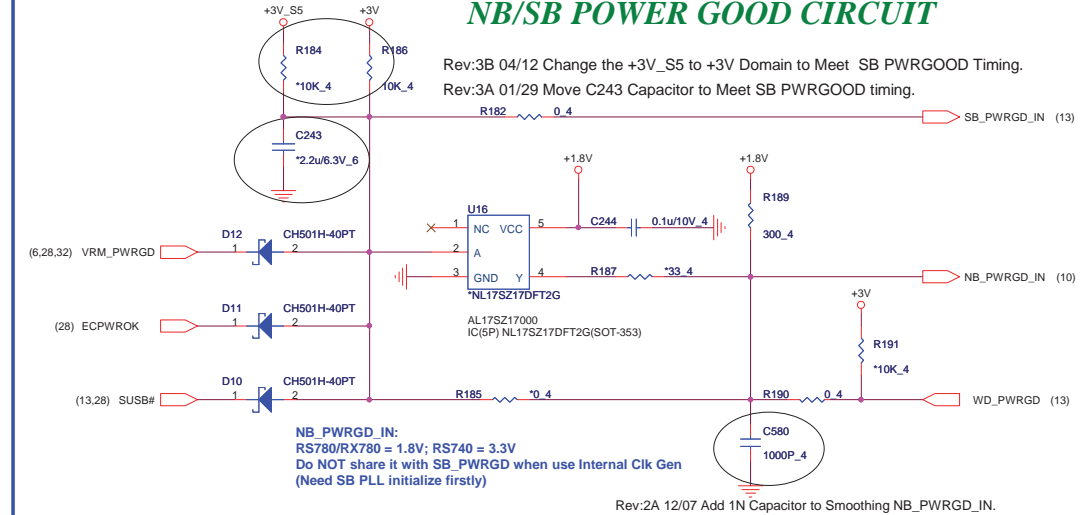 NB/SB POWER GOOD CIRCUIT
+3V_S5
+3V
R184
R186
*10K_4
10K_4
Rev:3B 04/12 Change the +3V_S5 to +3V Domain to Meet SB PWRGOOD Timing.
Rev:3A 01/29 Move C243 Capacitor to Meet SB PWRGOOD timing.
R182
0_4
SB_PWRGD_IN (13)
C243
*2.2u/6.3V_6
+1.8V
+1.8V
R189
300_4
U16
1
NC
VCC
5
C244
0.1u/10V_4
2
A
3
GND
Y
4
R187
*33_4
*NL17SZ17DFT2G
AL17SZ17000
IC(5P) NL17SZ17DFT2G(SOT-353)
NB_PWRGD_IN (10)
(6,28,32) VRM_PWRGD
D12
CH501H-40PT
1
2
(28) ECPWROK
D11
CH501H-40PT
1
2
+3V
R191
*10K_4
(13,28) SUSB#
D10
CH501H-40PT
1
2
R185
*0_4
R190
0_4
WD_PWRGD (13)
C580
1000P_4
NB_PWRGD_IN:
RS780/RX780 = 1.8V; RS740 = 3.3V
Do NOT share it with SB_PWRGD when use Internal Clk Gen
(Need SB PLL initialize firstly)
Rev:2A 12/07 Add 1N Capacitor to Smoothing NB_PWRGD_IN.